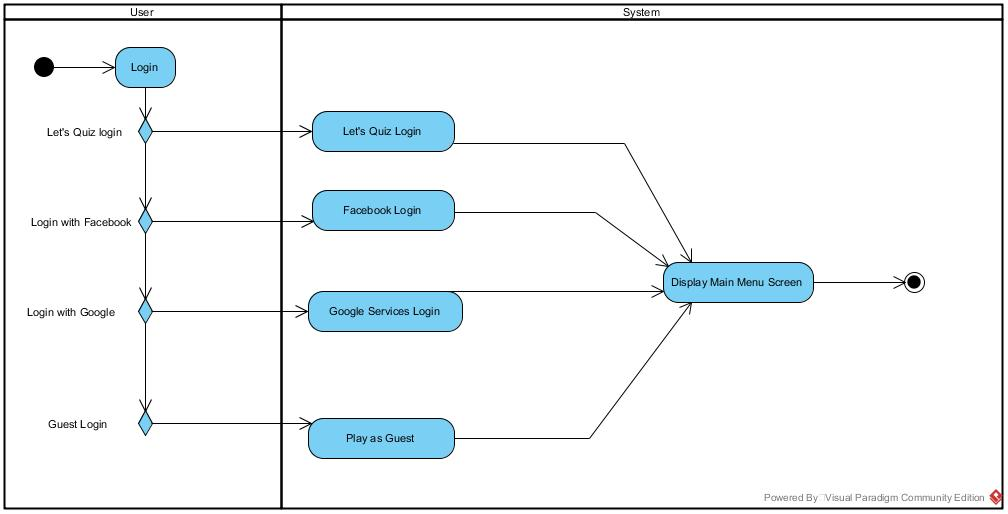 User
System
Login
Let's Quiz login
Let's Quiz Login
Login with Facebook
Facebook Login
Display Main Menu Screen
Login with Google
Google Services Login
Guest Login
Play as Guest
Powered By Visual Paradigm Community Edition